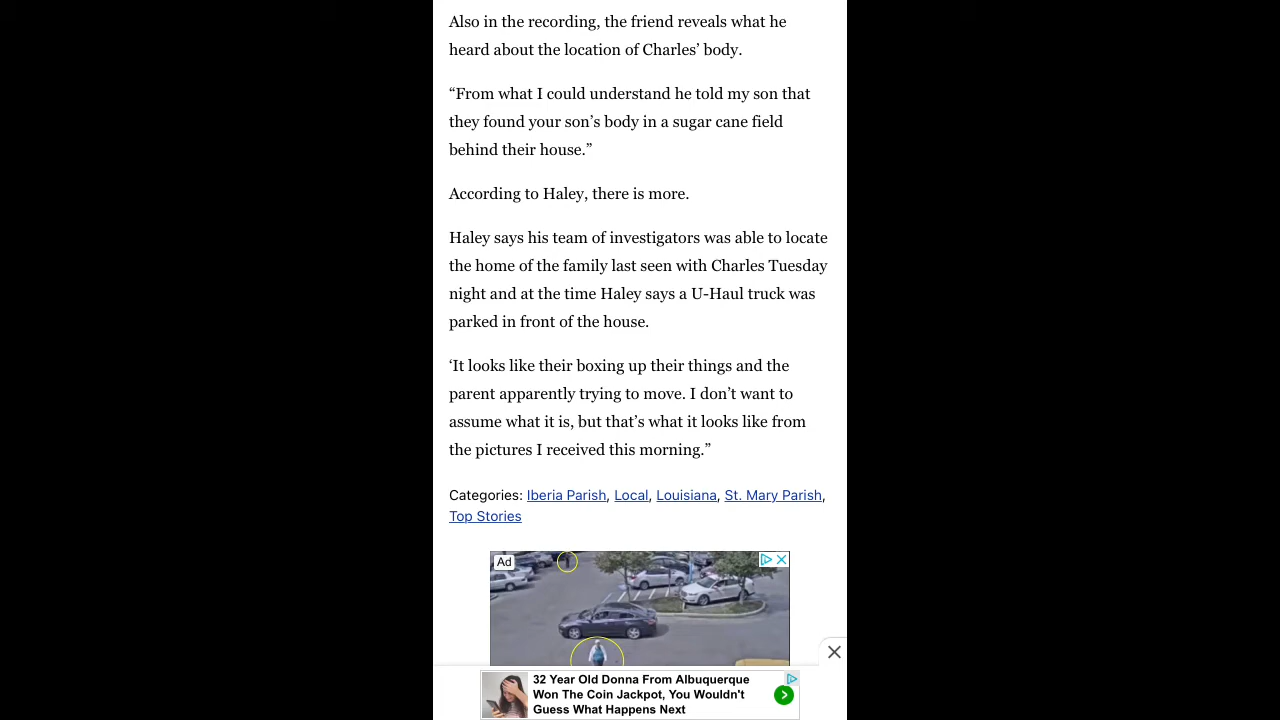 Also in the recording, the friend reveals what he
heard about the location of Charles’ body.
“From what I could understand he told my son that
they found your son’s body in a sugar cane field
behind their house.”
According to Haley, there is more.
Haley says his team of investigators was able to locate
the home of the family last seen with Charles Tuesday
night and at the time Haley says a U-Haul truck was
parked in front of the house.
‘It looks like their boxing up their things and the
parent apparently trying to move. I don’t want to
assume what it is, but that’s what it looks like from
the pictures I received this morning.”
Categories: Iberia Parish, Local, Louisiana, St. Mary Parish,
Top Stories
Ad
32 Year Old Donna From Albuquerque
Won The Coin Jackpot, You Wouldn't
Guess What Happens Next